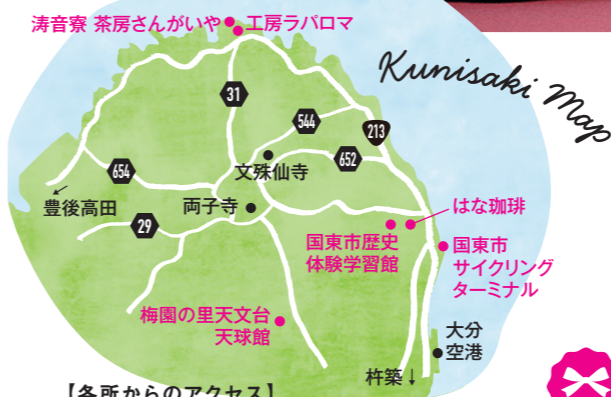 涛音寮 茶房さんがいや
工房ラパロマ
Kunisaki Map
31
544
213
文殊仙寺
652
654
豊後高田
両子寺
29
はな珈琲
国東市歴史
体験学習館
国東市
サイクリング
ターミナル
梅園の里天文台
天球館
大分
空港
杵築↓
【各所からのアクセス】